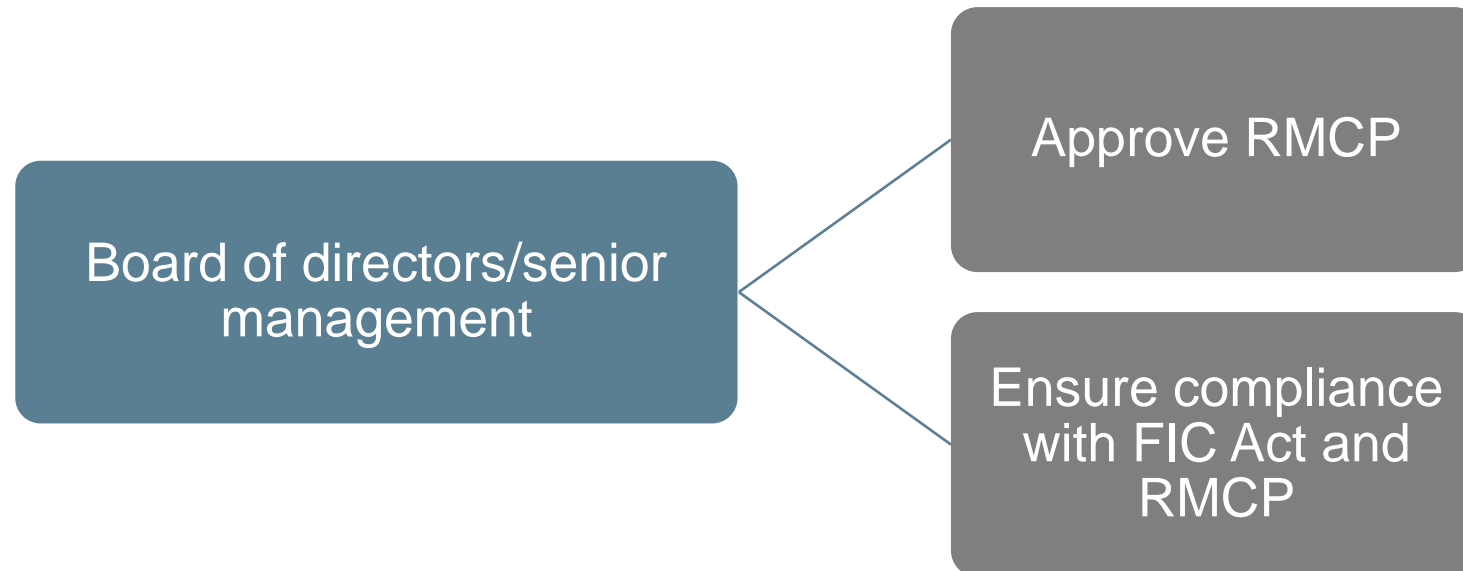 Board of directors/senior
management
Approve RMCP
Ensure compliance
with FIC Act and
RMCP